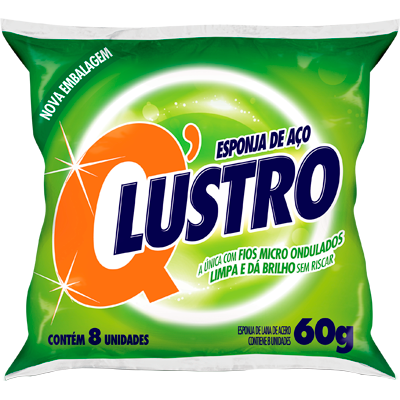 NOVA EMBALAGEM
ESPONJA DE AÇO
Q'LUSTRO
A ÚNICA COM FIOS MICRO ONDULADOS
LIMPA E DÁ BRILHO SEM RISCAR
CONTÉM 8 UNIDADES
ESPONJA DE LANA DE ACERO
CONTIENE 8 UNIDADES
60g